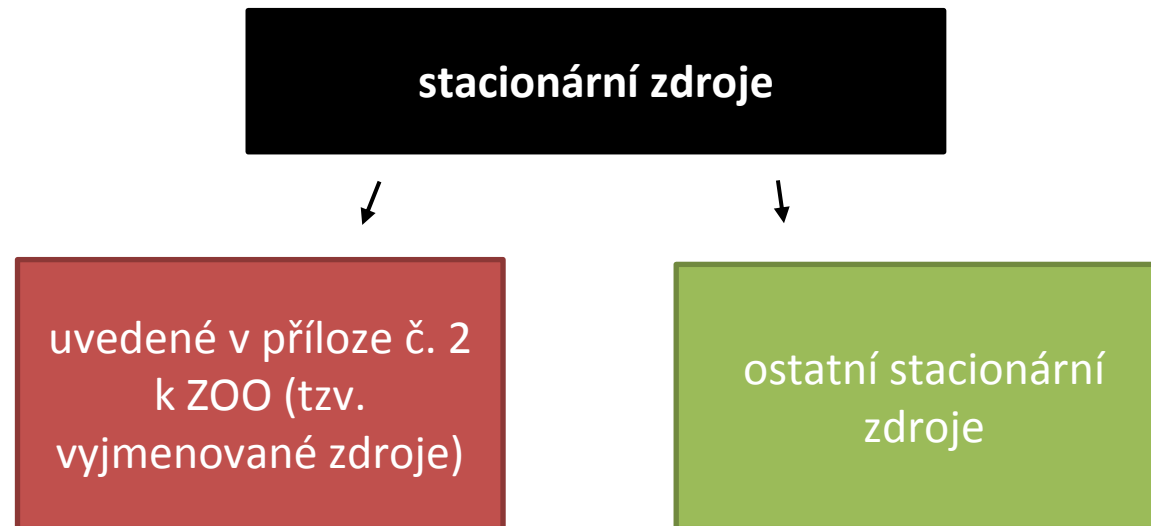 stacionární zdroje
uvedené v příloze č. 2
k ZOO (tzv.
vyjmenované zdroje)
ostatní stacionární
zdroje